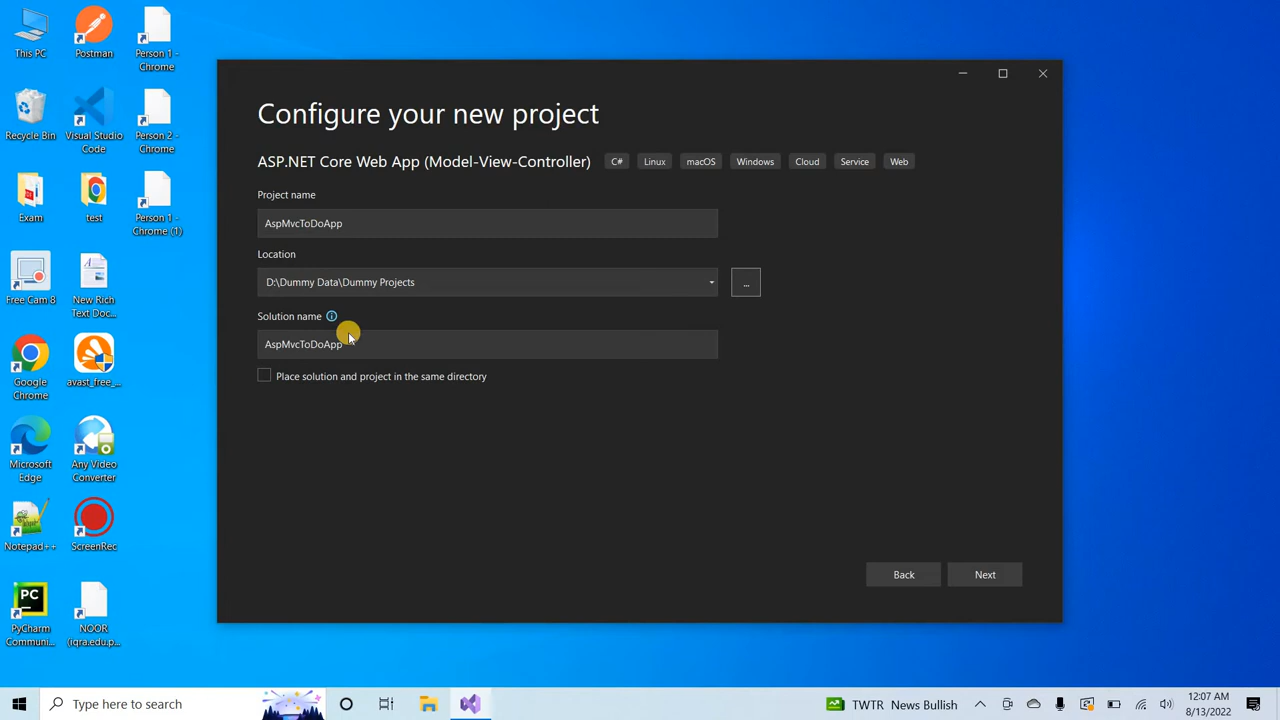 This PC
Postman
Person 1 -
Chrome
Recycle Bin
Visual Studio
Code
Person 2 -
Chrome
Exam
test
Person 1 -
Chrome (1)
Free Cam 8
New Rich
Text Doc...
Google
Chrome
avast_free_...
Microsoft
Edge
Any Video
Converter
Notepad++
ScreenRec
PC
PyCharm
Communi...
NOOR
(iqra.edu.p...
Configure your new project
ASP.NET Core Web App (Model-View-Controller) C# Linux macOS Windows Cloud Service Web
Project name
AspMvcToDoApp
Location
D:\Dummy Data\Dummy Projects
...
Solution name
AspMvcToDoApp
Place solution and project in the same directory
Back Next
Type here to search
TWTR News Bullish
12:07 AM
8/13/2022